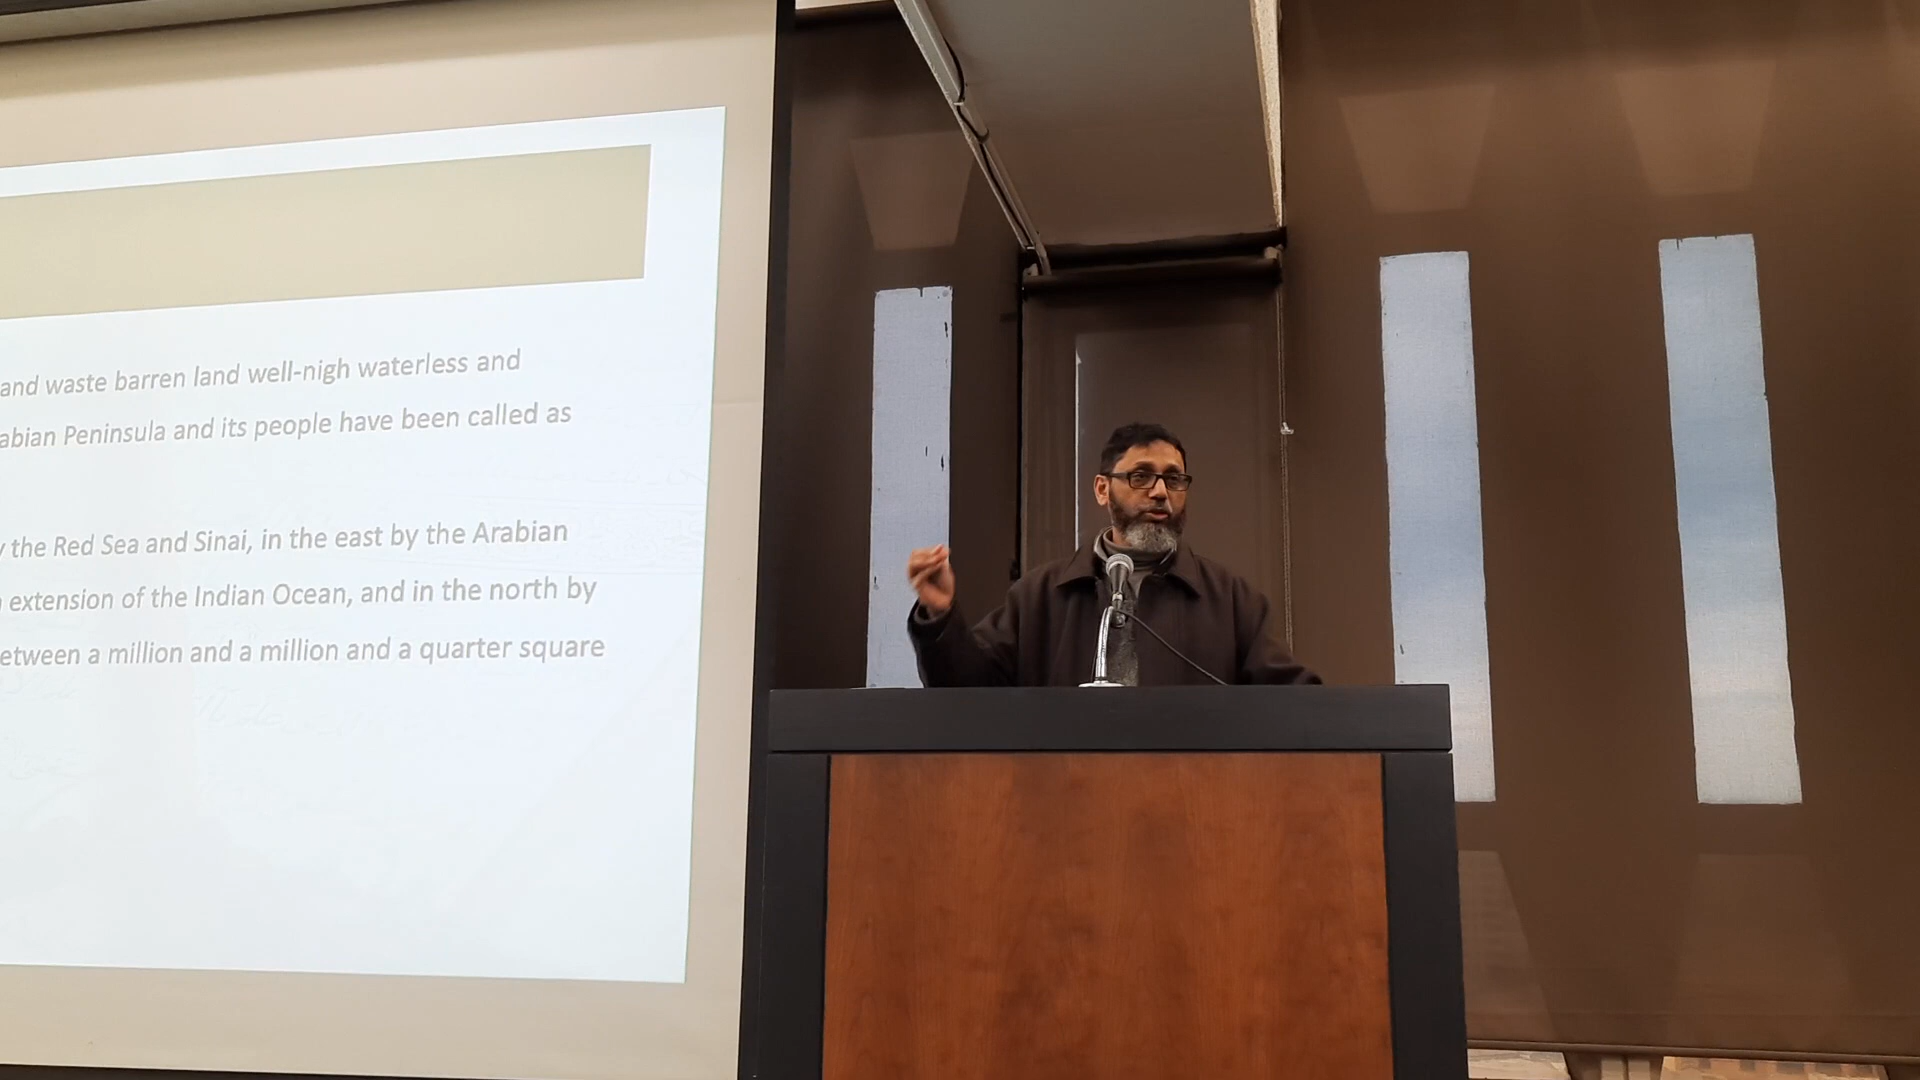 and waste barren land well-nigh waterless and
abian Peninsula and its people have been called as
the Red Sea and Sinai, in the east by the Arabian
extension of the Indian Ocean, and in the north by
etween a million and a million and a quarter square